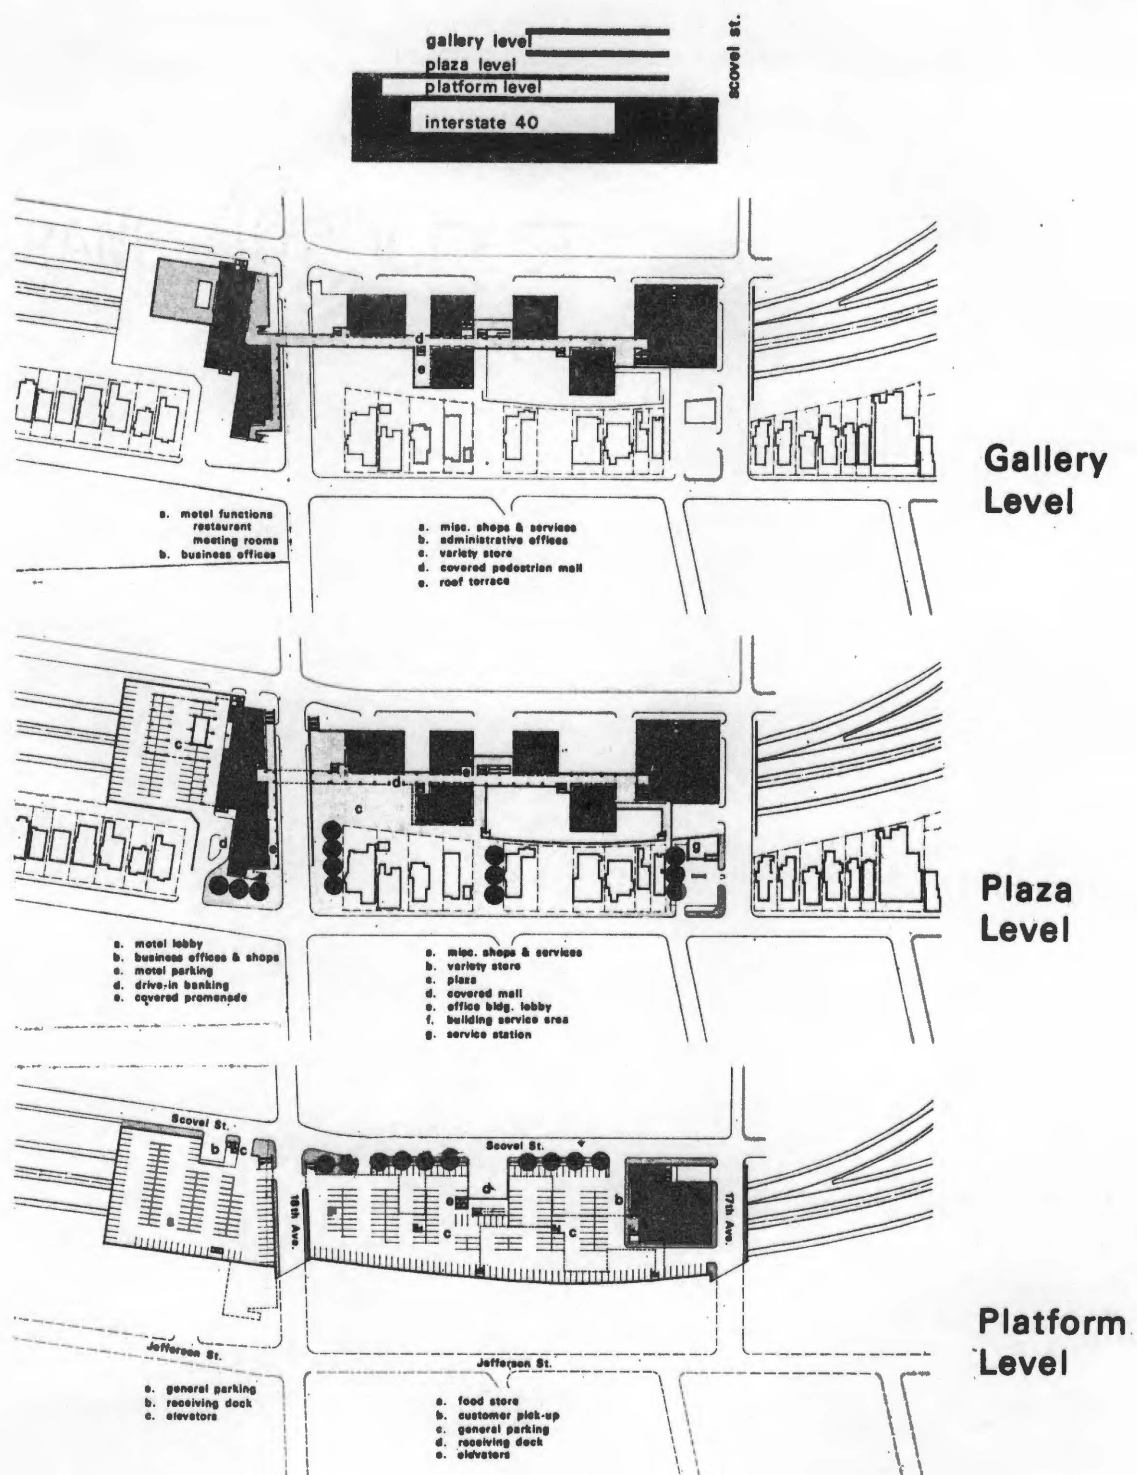 gallery level
plaza level
platform level
interstate 40
scovel st.
d
e
Gallery
Level
a. motel functions
restaurant
meeting rooms
b. business offices
a. misc. shops & services
b. administrative offices
c. variety store
d. covered pedestrian mall
e. roof terrace
c
d
e
c
d
e
g
Plaza
Level
a. motel lobby
b. business offices & shops
c. motel parking
d. drive-in banking
e. covered promenade
a. misc. shops & services
b. variety store
c. plaza
d. covered mall
e. office bldg. lobby
f. building service area
g. service station
Scovel St.
b
c
a
18th Ave.
Scovel St.
d
e
c
c
b
17th Ave.
Jefferson St.
Jefferson St.
Platform
Level
a. general parking
b. receiving dock
c. elevators
a. food store
b. customer pick-up
c. general parking
d. receiving dock
e. elevators